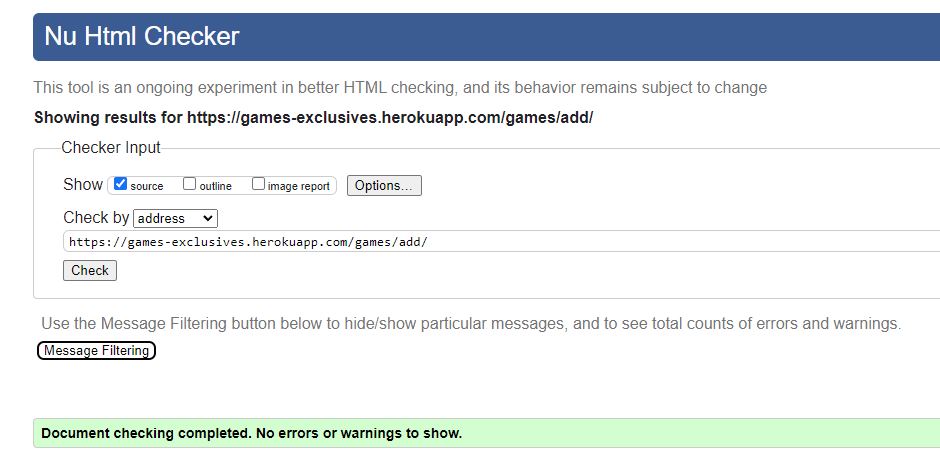 Nu Html Checker
This tool is an ongoing experiment in better HTML checking, and its behavior remains subject to change
Showing results for https://games-exclusives.herokuapp.com/games/add/
Checker Input
Show source outline image report Options...
Check by address
https://games-exclusives.herokuapp.com/games/add/
Check
Use the Message Filtering button below to hide/show particular messages, and to see total counts of errors and warnings.
Message Filtering
Document checking completed. No errors or warnings to show.